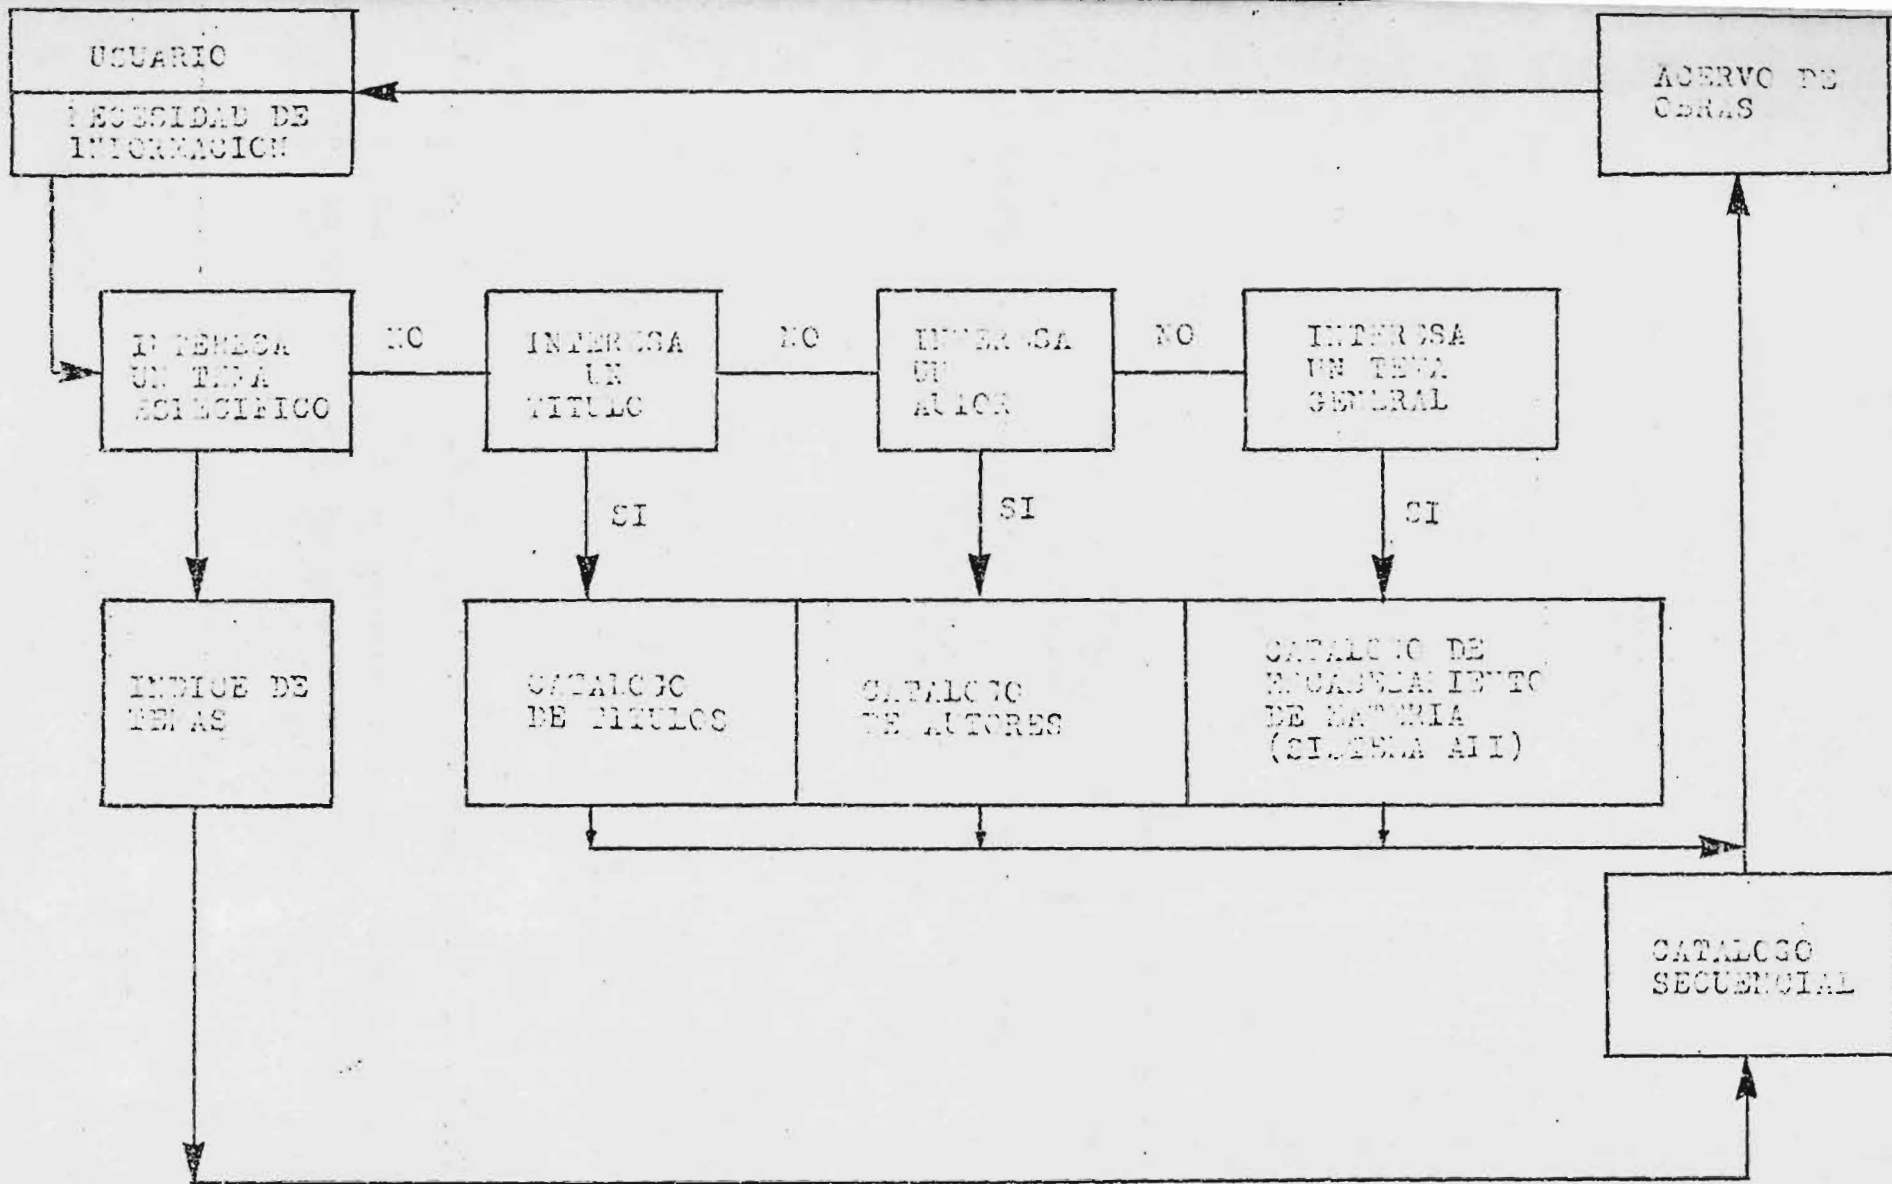 USUARIO
NECESIDAD DE
INFORMACION
ACERVO DE
OBRAS
INTERESA
UN TEMA
ESPECIFICO
NO
INTERESA
UN
TITULO
NO
INTERESA
UN
AUTOR
NO
INTERESA
UN TEMA
GENERAL
SI
SI
SI
INDICE DE
TEMAS
CATALOGO
DE TITULOS
CATALOGO
DE AUTORES
CATALOGO DE
ENCABEZAMIENTO
DE MATERIA
(SISTEMA
CATALOGO
SECUENCIAL